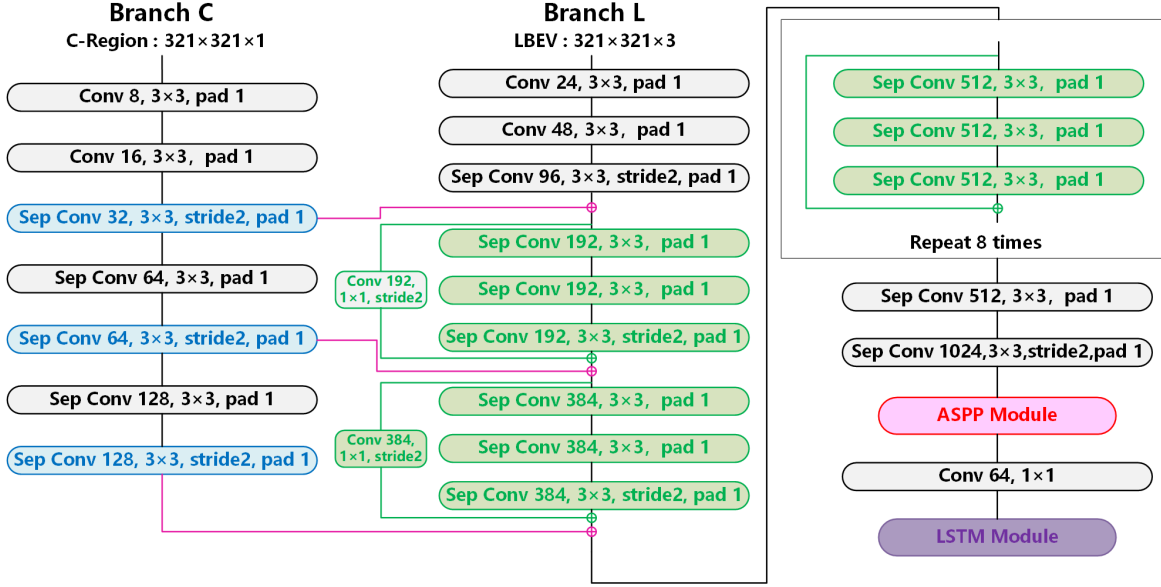 Branch C
C-Region : 321×321×1
Conv 8, 3×3, pad 1
Conv 16, 3×3, pad 1
Sep Conv 32, 3×3, stride2, pad 1
Sep Conv 64, 3×3, pad 1
Sep Conv 64, 3×3, stride2, pad 1
Sep Conv 128, 3×3, pad 1
Sep Conv 128, 3×3, stride2, pad 1
Branch L
LBEV : 321×321×3
Conv 24, 3×3, pad 1
Conv 48, 3×3, pad 1
Sep Conv 96, 3×3, stride2, pad 1
Sep Conv 192, 3×3, pad 1
Conv 192,
1×1, stride2
Sep Conv 192, 3×3, pad 1
Sep Conv 192, 3×3, stride2, pad 1
Sep Conv 384, 3×3, pad 1
Conv 384,
1×1, stride2
Sep Conv 384, 3×3, pad 1
Sep Conv 384, 3×3, stride2, pad 1
Sep Conv 512, 3×3, pad 1
Sep Conv 512, 3×3, pad 1
Sep Conv 512, 3×3, pad 1
Repeat 8 times
Sep Conv 512, 3×3, pad 1
Sep Conv 1024,3×3,stride2,pad 1
ASPP Module
Conv 64, 1×1
LSTM Module